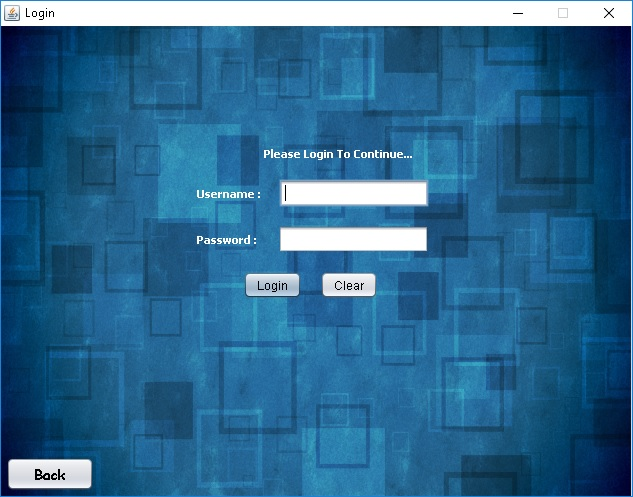 Login
Please Login To Continue...
Username :
Password :
Login Clear
Back